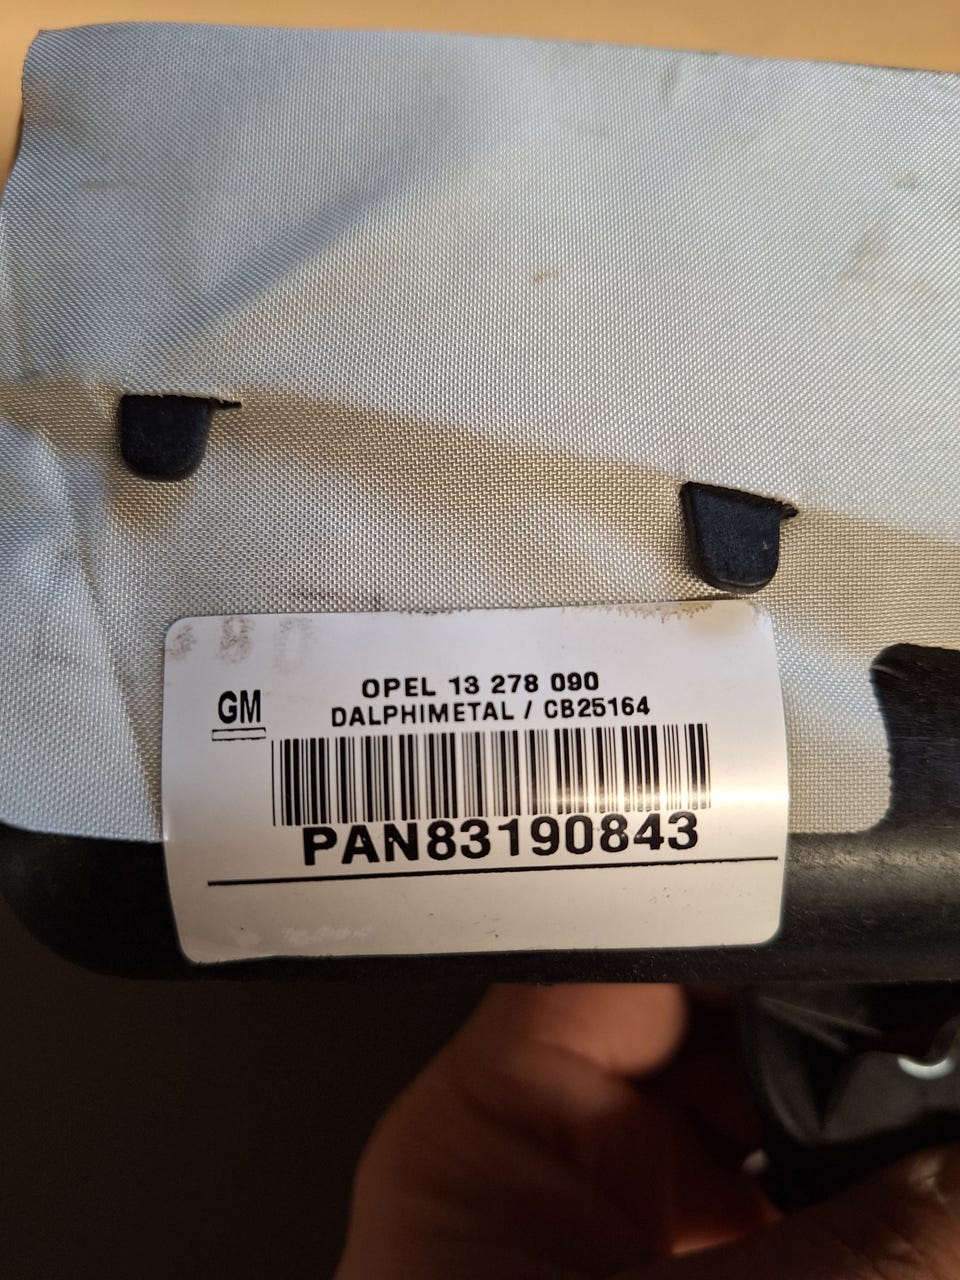 OPEL 13 278 090
GM
DALPHIMETAL / CB25164
PAN83190843